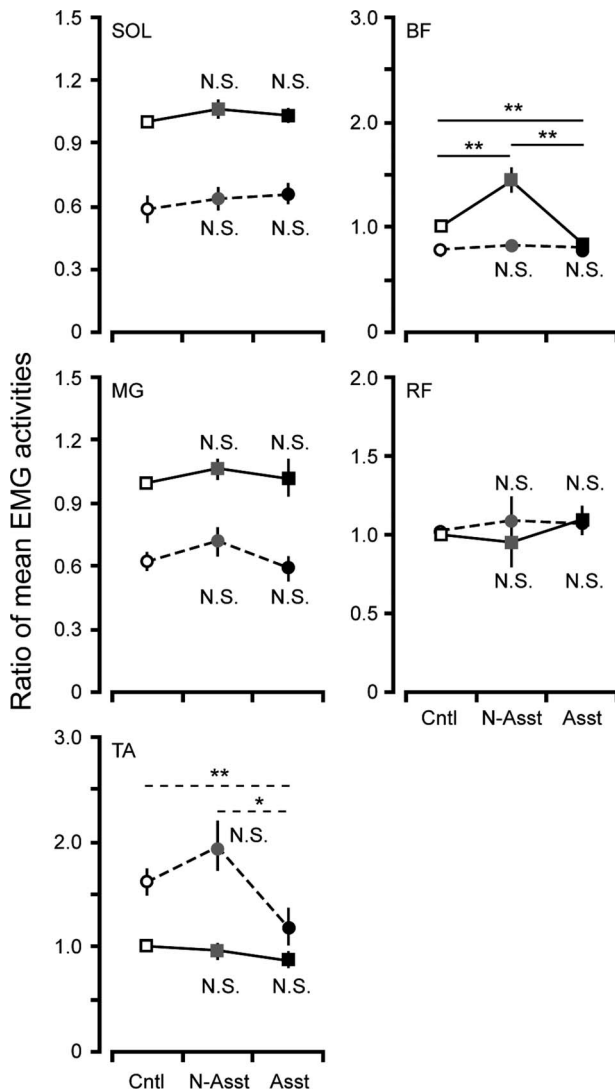 Ratio of mean EMG activities
SOL
1.5
1.2
0.9
0.6
0.3
0
N.S. N.S.
N.S. N.S.
BF
3.0
2.0
1.0
0
**
** **
N.S. N.S.
MG
1.5
1.2
0.9
0.6
0.3
0
N.S. N.S.
N.S. N.S.
RF
2.0
1.5
1.0
0.5
0
N.S. N.S.
N.S. N.S.
Cntl N-Asst Asst
TA
3.0
2.0
1.0
0
**
*
N.S.
N.S. N.S.
Cntl N-Asst Asst